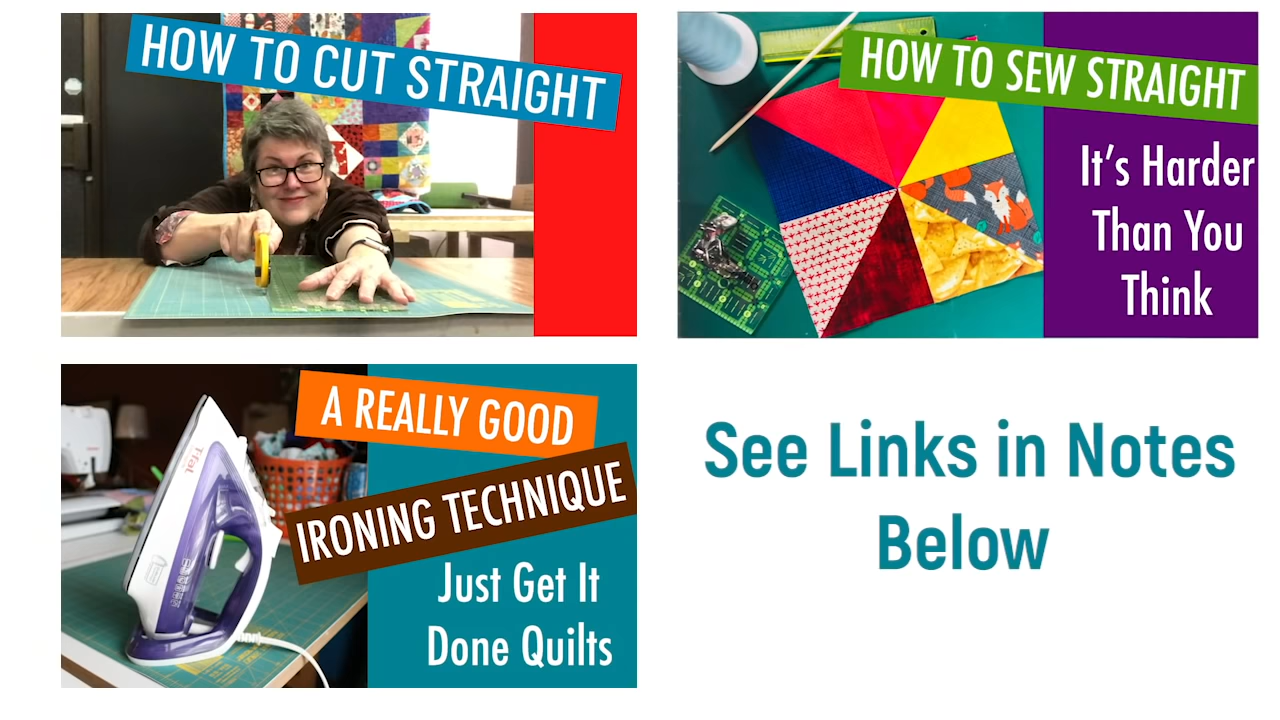 HOW TO CUT STRAIGHT
HOW TO SEW STRAIGHT
It's Harder
Than You
Think
A REALLY GOOD
IRONING TECHNIQUE
T-fal
Just Get It
Done Quilts
See Links in Notes
Below